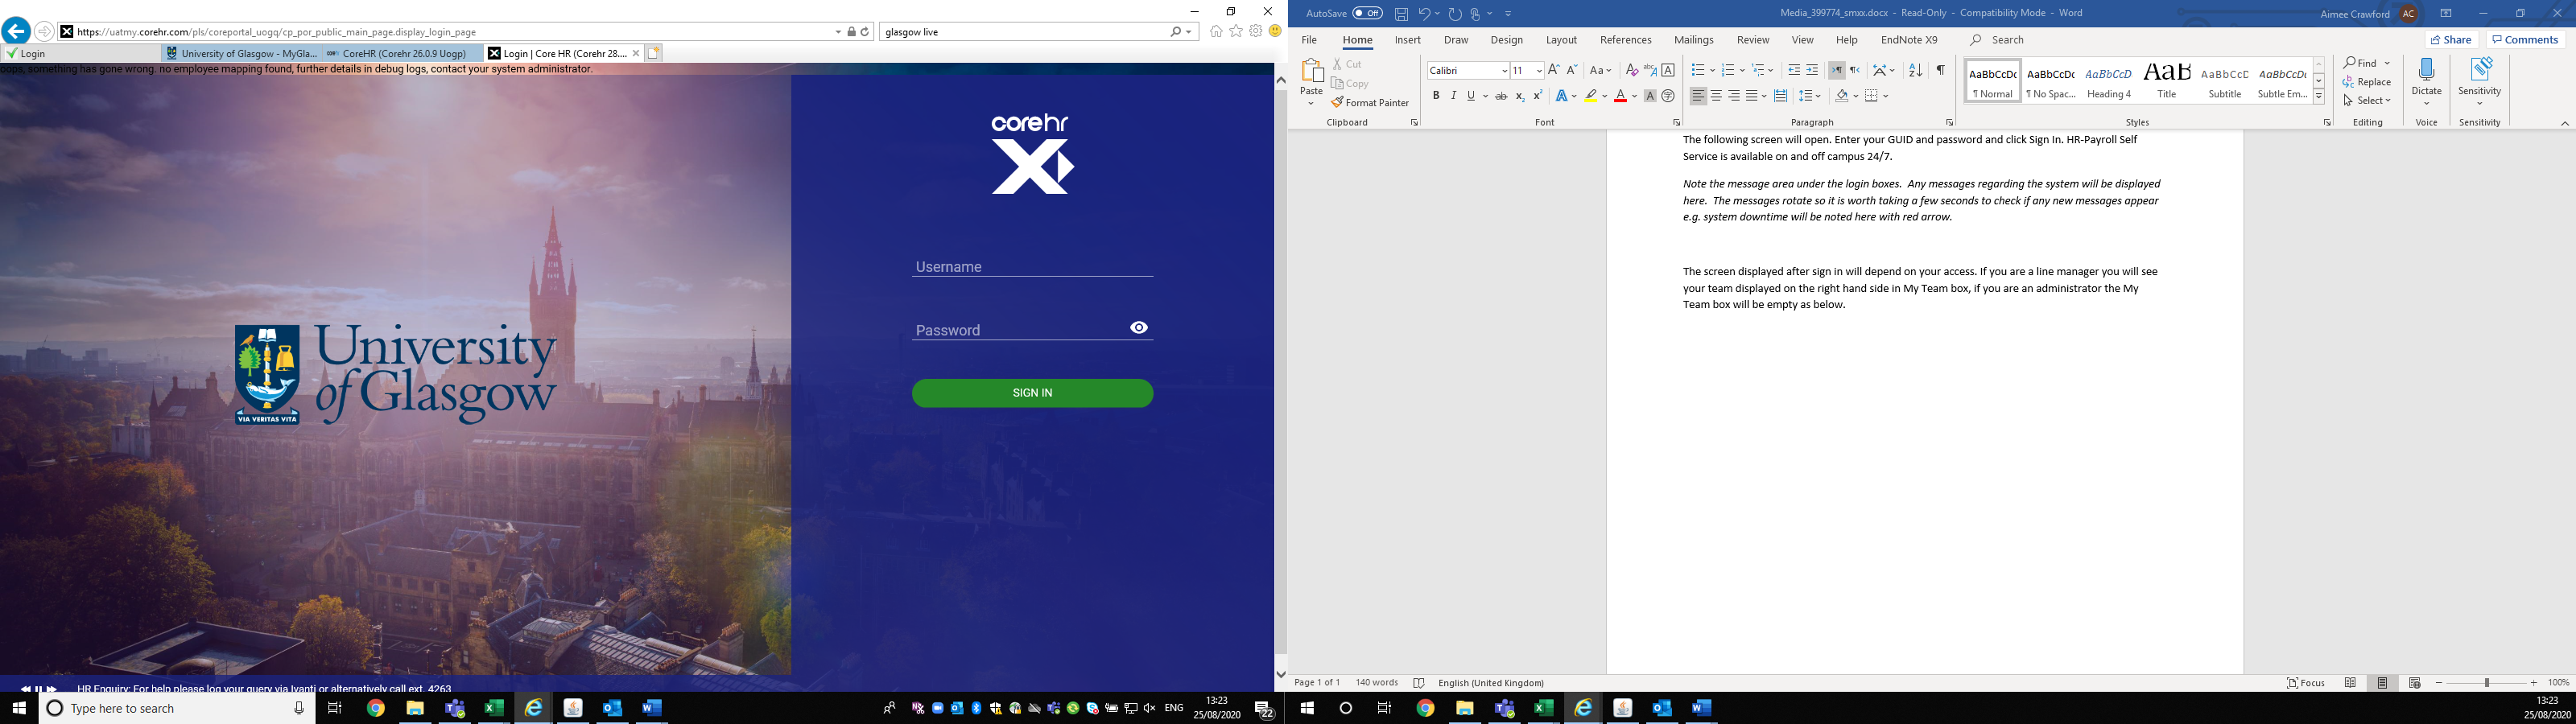 https://uatmy.corehr.com/pls/coreportal_uogq/cp_por_public_main_page.display_login_page
glasgow live
Login
University of Glasgow - MyGla...
CoreHR (Corehr 26.0.9 Uogp)
Login | Core HR (Corehr 28....
oops, something has gone wrong. no employee mapping found, further details in debug logs, contact your system administrator.
corehr
Username
Password
SIGN IN
University
of Glasgow
VIA VERITAS VITA
HR Enquiry: For help please log your query via Ivanti or alternatively call ext. 4263
Type here to search
ENG
13:23
25/08/2020
22
AutoSave Off
Media_399774_smxx.docx - Read-Only - Compatibility Mode - Word
Aimee Crawford AC
File Home Insert Draw Design Layout References Mailings Review View Help EndNote X9 Search
Share Comments
Paste
Cut
Copy
Format Painter
Clipboard
Calibri 11
Font
Paragraph
AaBbCcDc AaBbCcDc AaBbCcD AaB AaBbCcD AaBbCcDc
¶ Normal ¶ No Spac... Heading 4 Title Subtitle Subtle Em...
Styles
Find
Replace
Select
Editing
Dictate
Voice
Sensitivity
Sensitivity
The following screen will open. Enter your GUID and password and click Sign In. HR-Payroll Self
Service is available on and off campus 24/7.
Note the message area under the login boxes. Any messages regarding the system will be displayed
here. The messages rotate so it is worth taking a few seconds to check if any new messages appear
e.g. system downtime will be noted here with red arrow.
The screen displayed after sign in will depend on your access. If you are a line manager you will see
your team displayed on the right hand side in My Team box, if you are an administrator the My
Team box will be empty as below.
Page 1 of 1 140 words English (United Kingdom)
Focus
100%
13:23
25/08/2020